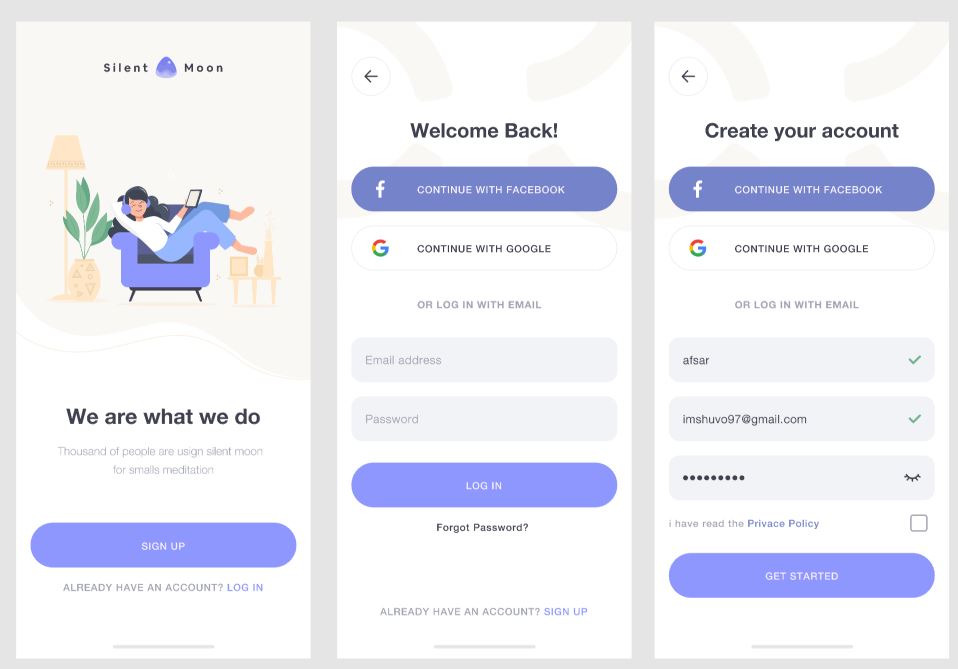 Silent Moon
We are what we do
Thousand of people are usign silent moon
for smalls meditation
SIGN UP
ALREADY HAVE AN ACCOUNT? LOG IN
Welcome Back!
CONTINUE WITH FACEBOOK
CONTINUE WITH GOOGLE
OR LOG IN WITH EMAIL
Email address
Password
LOG IN
Forgot Password?
ALREADY HAVE AN ACCOUNT? SIGN UP
Create your account
CONTINUE WITH FACEBOOK
CONTINUE WITH GOOGLE
OR LOG IN WITH EMAIL
afsar
imshuvo97@gmail.com
●●●●●●●●●
i have read the Privace Policy
GET STARTED